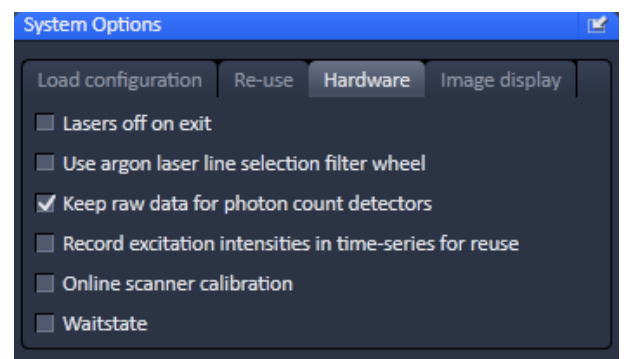 System Options
Load configuration Re-use Hardware Image display
Lasers off on exit
Use argon laser line selection filter wheel
Keep raw data for photon count detectors
Record excitation intensities in time-series for reuse
Online scanner calibration
Waitstate